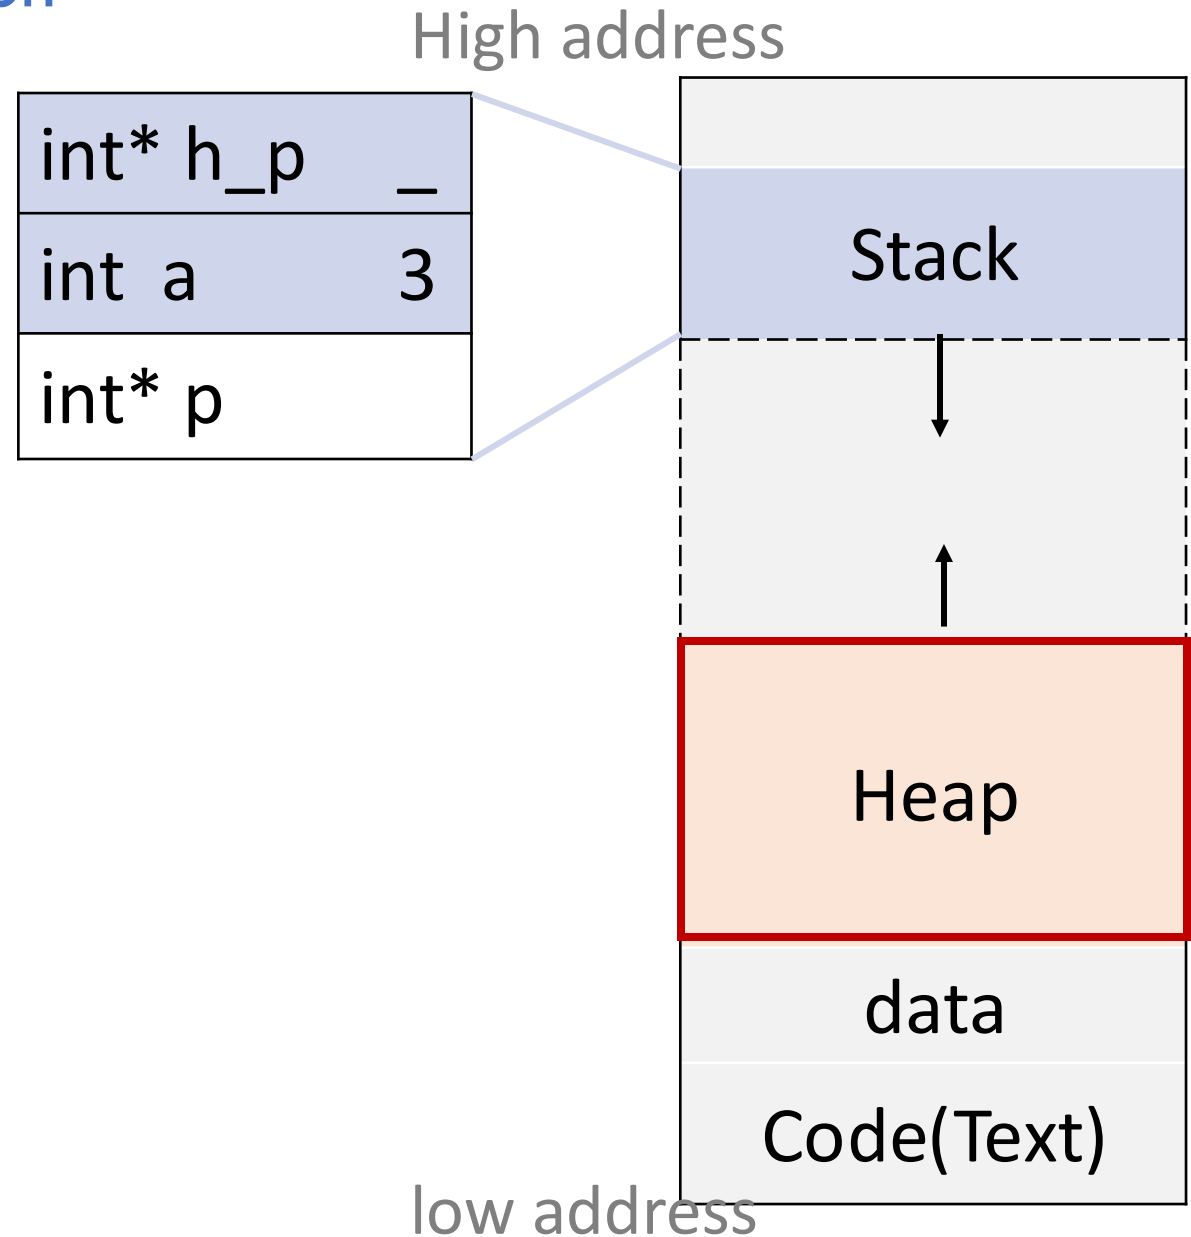 High address
int* h_p _
int a 3
int* p
Stack
Heap
data
Code(Text)
low address